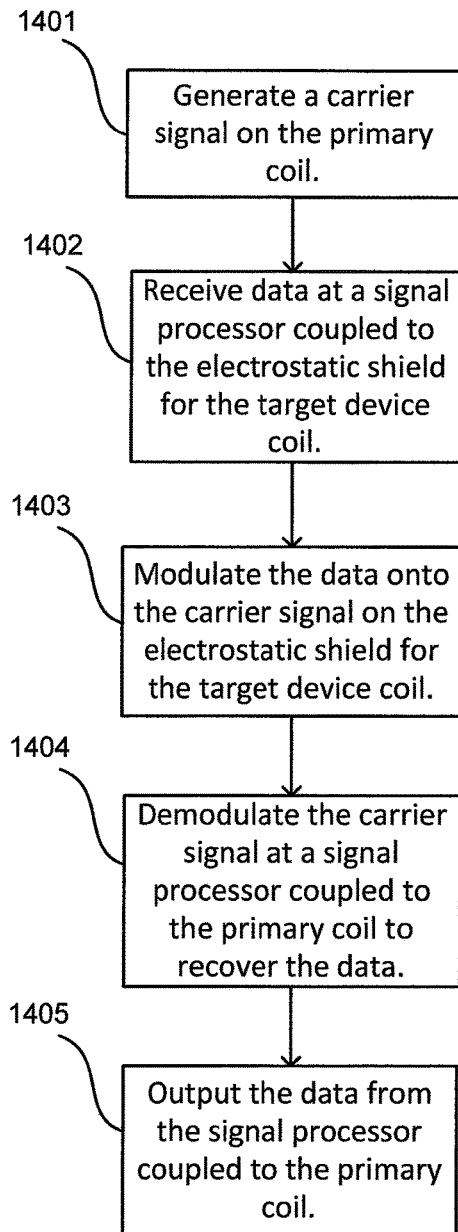 1401
Generate a carrier
signal on the primary
coil.
1402
Receive data at a signal
processor coupled to
the electrostatic shield
for the target device
coil.
1403
Modulate the data onto
the carrier signal on the
electrostatic shield for
the target device coil.
1404
Demodulate the carrier
signal at a signal
processor coupled to
the primary coil to
recover the data.
1405
Output the data from
the signal processor
coupled to the primary
coil.